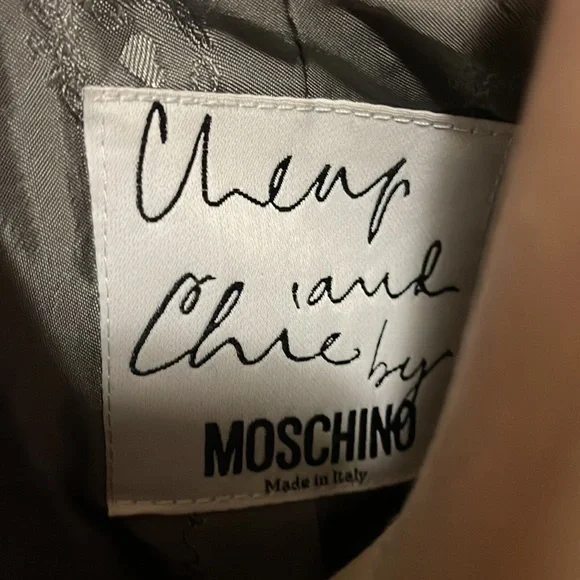 Cheap
and
Chic by
MOSCHINO
Made in Italy